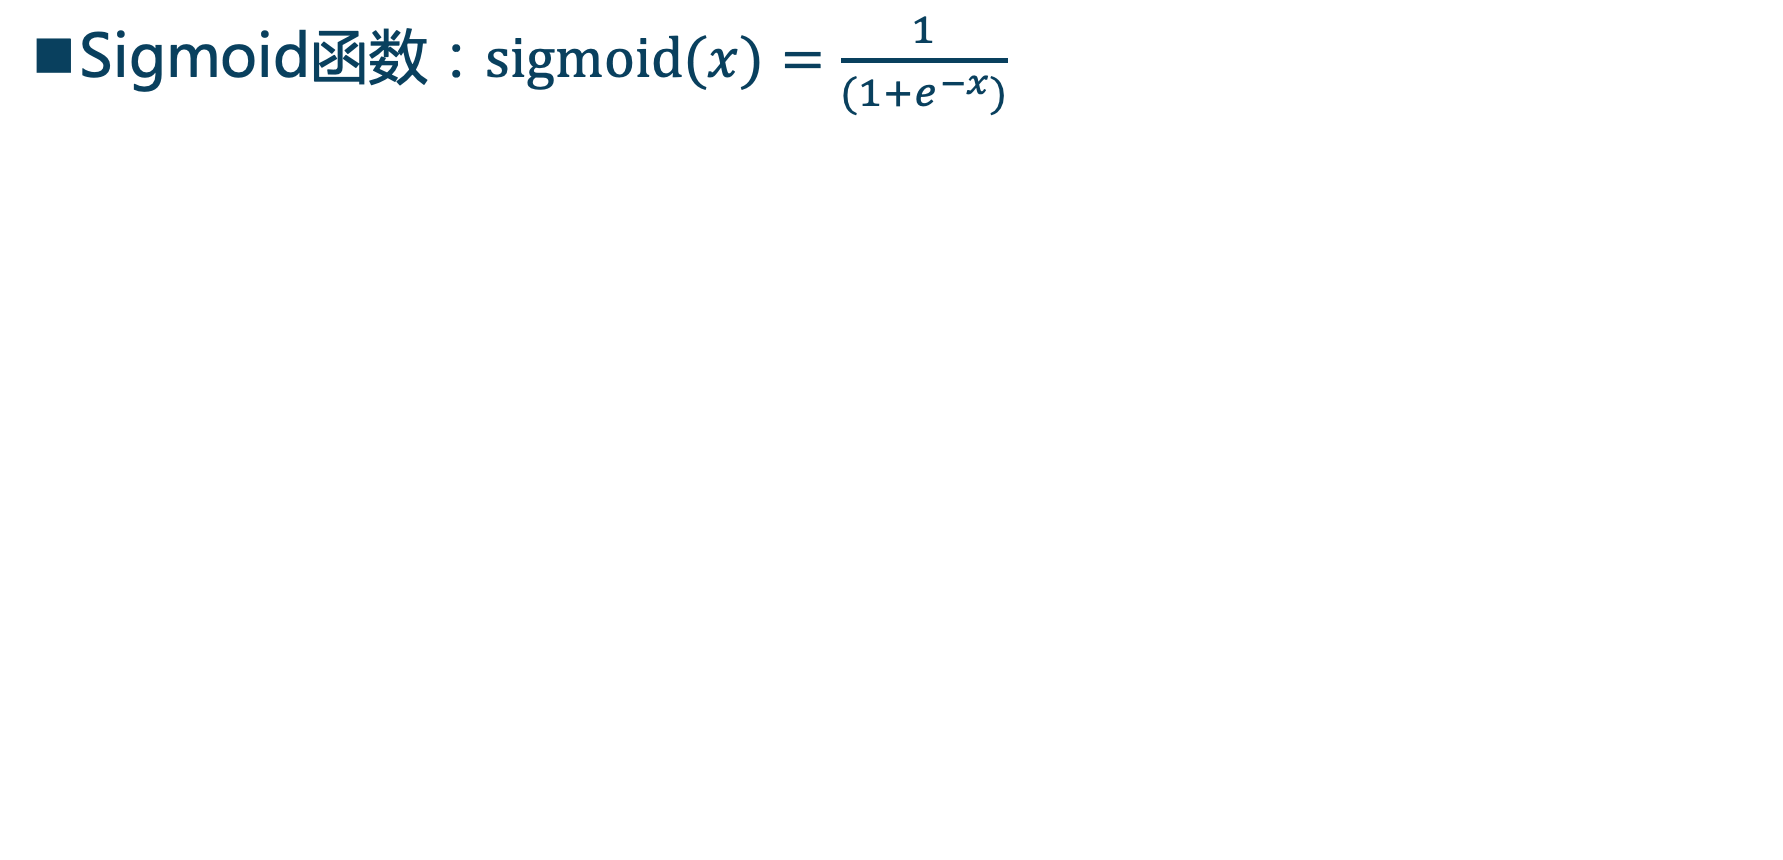 ■Sigmoid函数：sigmoid(x) = 1/(1+e^{-x})